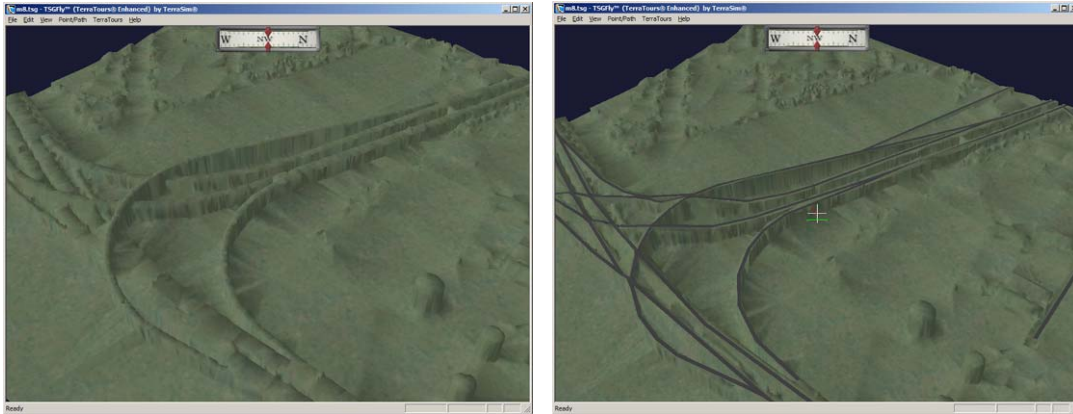 m8.tsg - TSGFly™ (TerraTours® Enhanced) by TerraSim®
File Edit View Point/Path TerraTours Help
W NW N
Ready
m8.tsg - TSGFly™ (TerraTours® Enhanced) by TerraSim®
File Edit View Point/Path TerraTours Help
W NW N
Ready